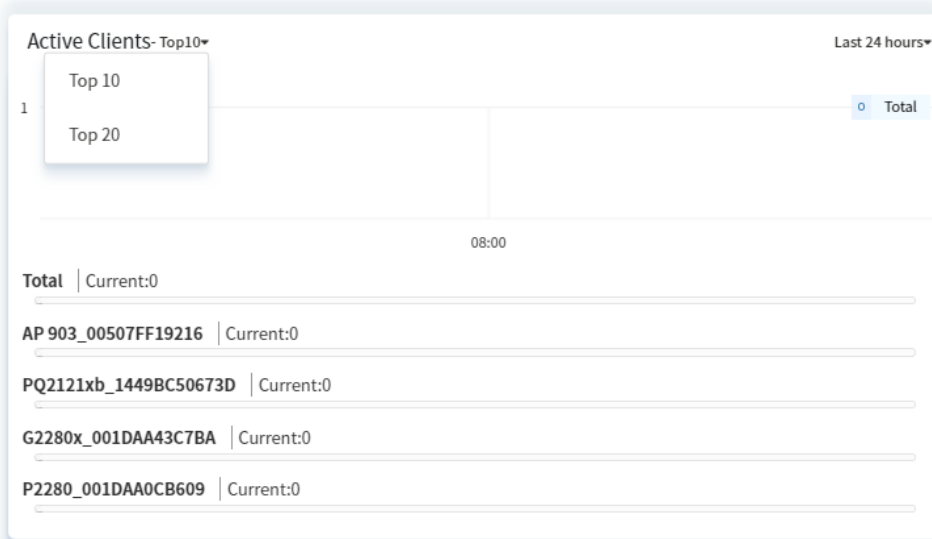 Active Clients- Top10 Last 24 hours
Top 10
1 0 Total
Top 20
08:00
Total Current:0
AP 903_00507FF19216 Current:0
PQ2121xb_1449BC50673D Current:0
G2280x_001DAA43C7BA Current:0
P2280_001DAA0CB609 Current:0